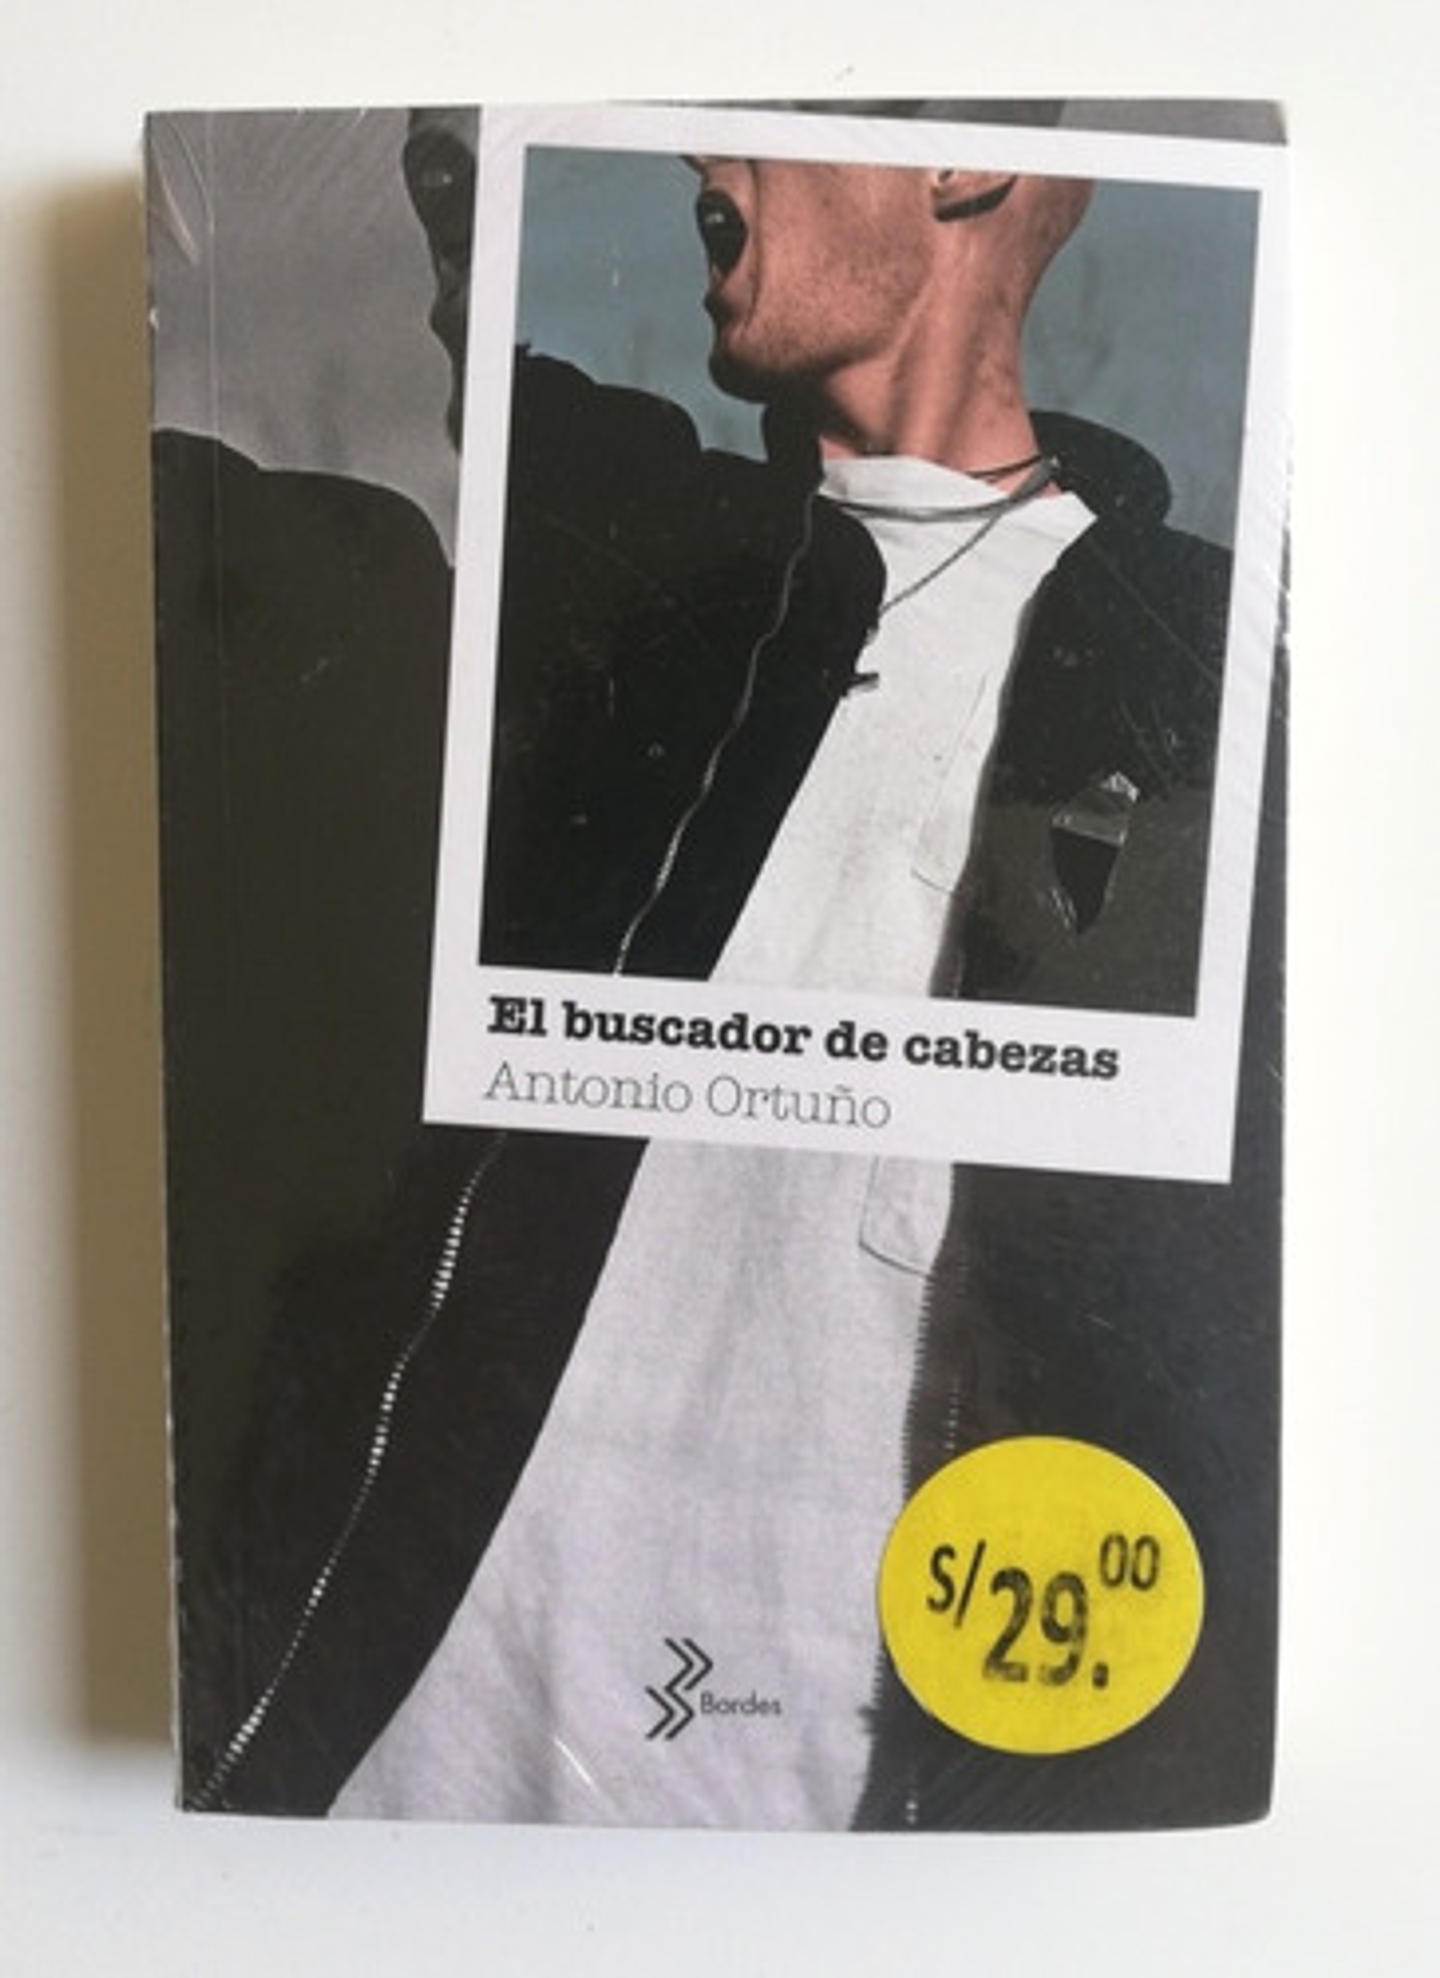 El buscador de cabezas
Antonio Ortuño
S/29.00
Bordes